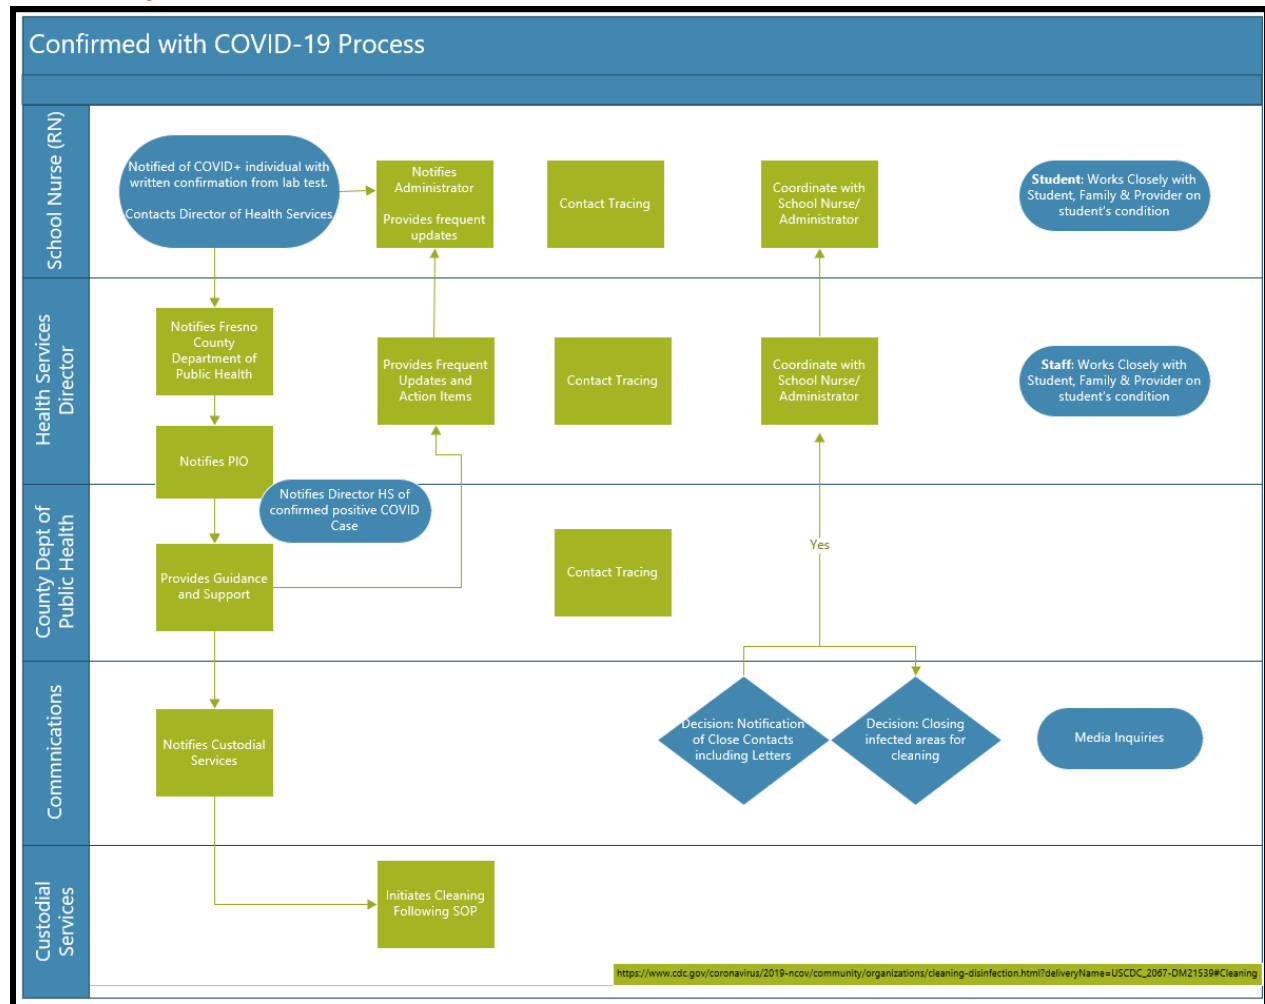 Confirmed with COVID-19 Process
School Nurse (RN)
Notified of COVID+ individual with
written confirmation from lab test.
Contacts Director of Health Services
Notifies
Administrator
Provides frequent
updates
Contact Tracing
Coordinate with
School Nurse/
Administrator
Student: Works Closely with
Student, Family & Provider on
student's condition
Health Services
Director
Notifies Fresno
County
Department of
Public Health
Provides Frequent
Updates and
Action Items
Contact Tracing
Coordinate with
School Nurse/
Administrator
Staff: Works Closely with
Student, Family & Provider on
student's condition
Notifies PIO
Notifies Director HS of
confirmed positive COVID
Case
County Dept of
Public Health
Provides Guidance
and Support
Contact Tracing
Yes
Commnications
Notifies Custodial
Services
Decision: Notification
of Close Contacts
including Letters
Decision: Closing
infected areas for
cleaning
Media Inquiries
Custodial
Services
Initiates Cleaning
Following SOP
https://www.cdc.gov/coronavirus/2019-ncov/community/organizations/cleaning-disinfection.html?deliveryName=USCDC_2067-DM21539#Cleaning